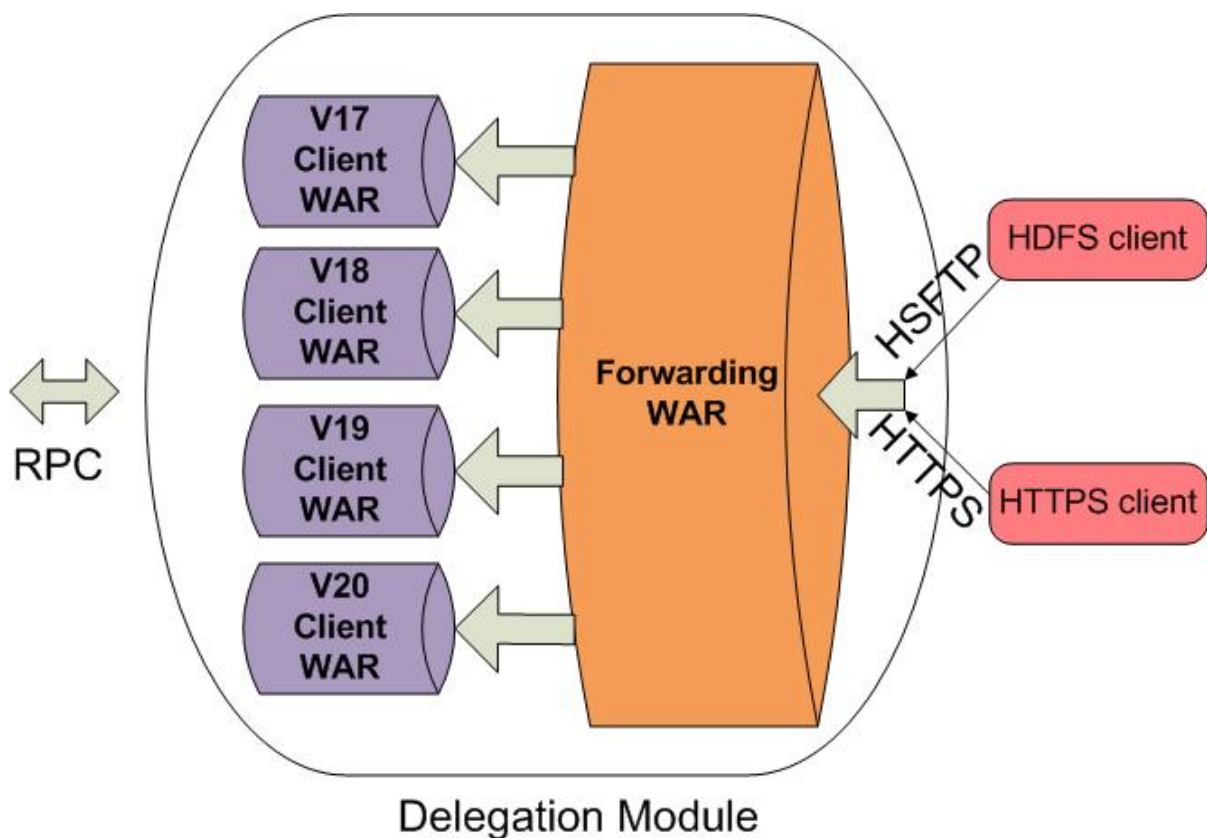 V17
Client
WAR
V18
Client
WAR
V19
Client
WAR
V20
Client
WAR
RPC
Forwarding
WAR
HSFTP
HTTPS
HDFS client
HTTPS client
Delegation Module